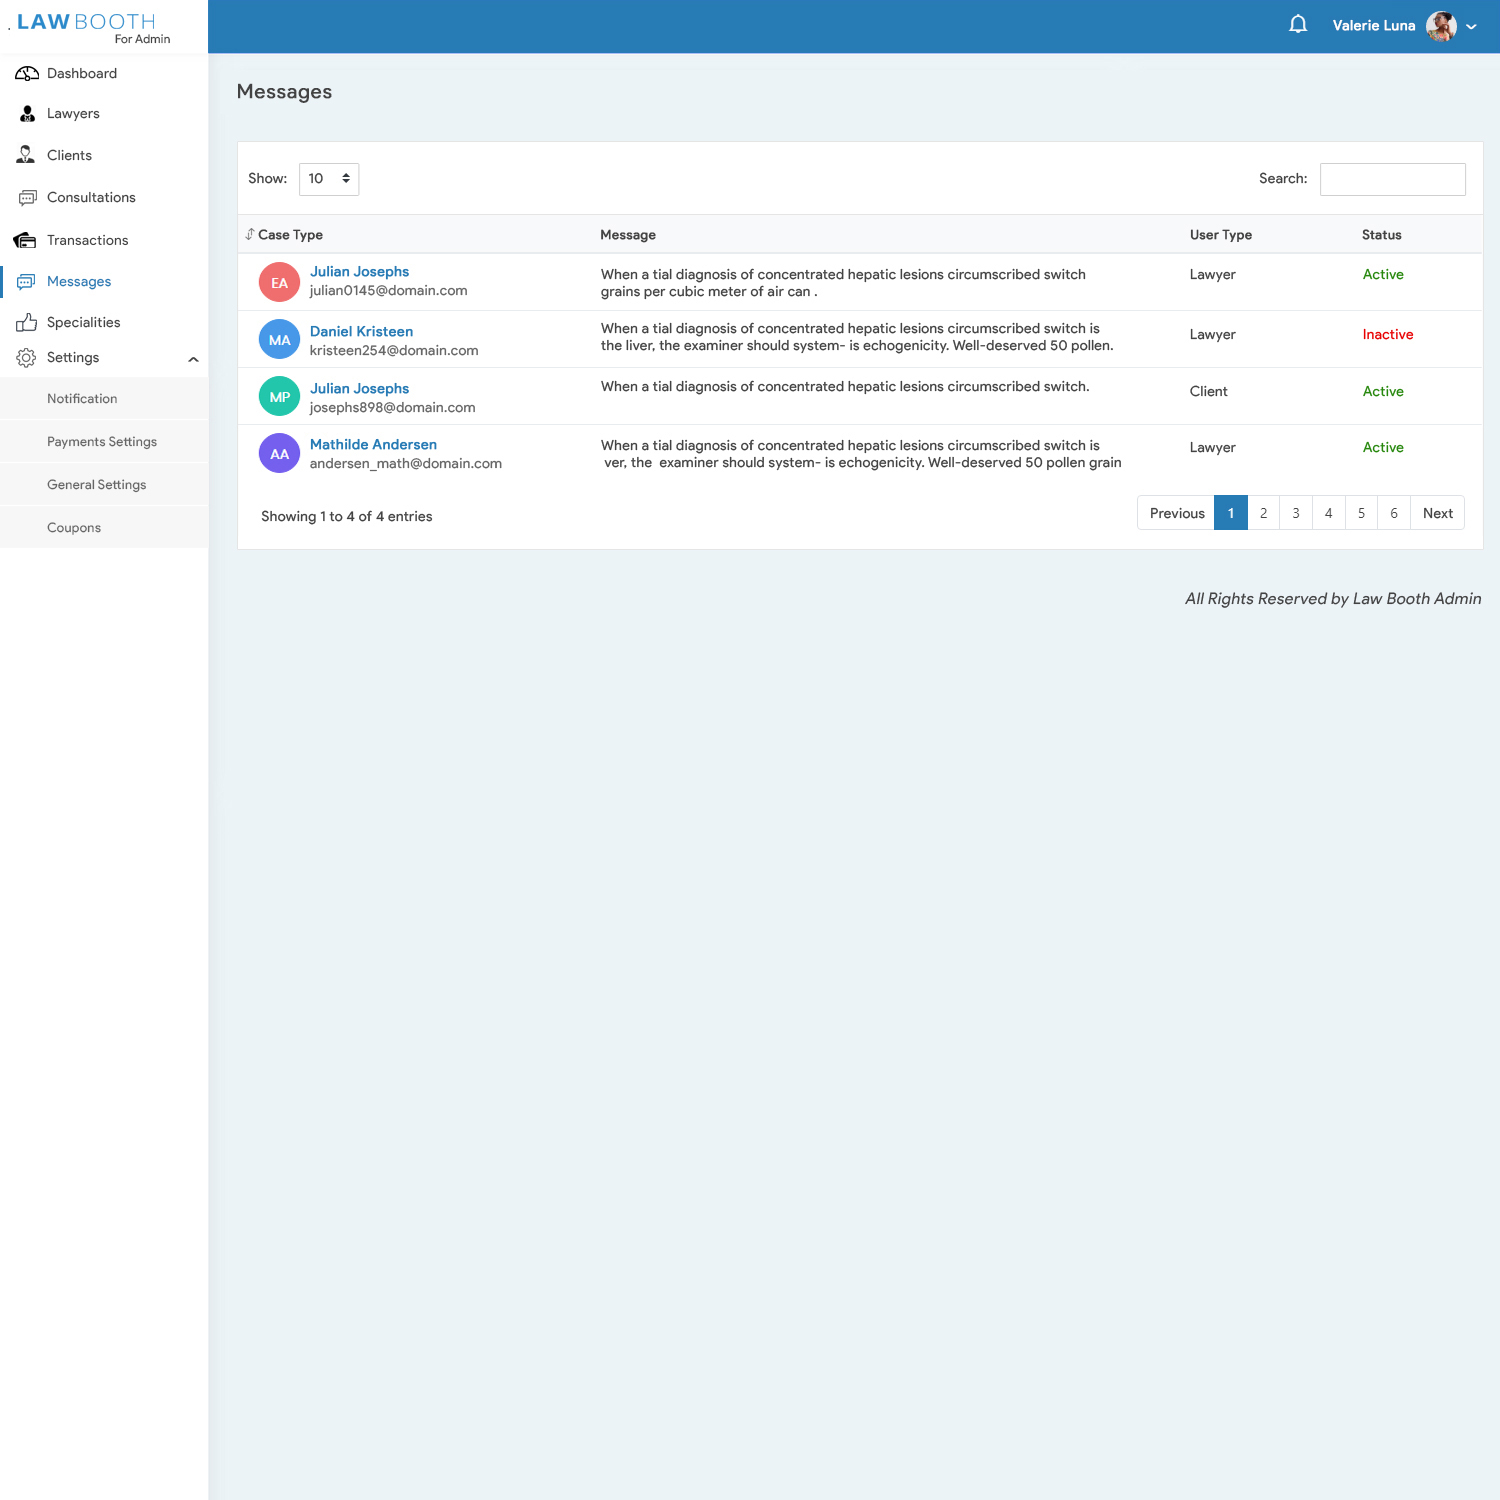 LAW BOOTH
For Admin
Valerie Luna
Dashboard
Lawyers
Clients
Consultations
Transactions
Messages
Specialities
Settings
Notification
Payments Settings
General Settings
Coupons
Messages
Show: 10
Search:
Case Type Message User Type Status
EA
Julian Josephs
julian0145@domain.com
When a tial diagnosis of concentrated hepatic lesions circumscribed switch
grains per cubic meter of air can .
Lawyer
Active
MA
Daniel Kristeen
kristeen254@domain.com
When a tial diagnosis of concentrated hepatic lesions circumscribed switch is
the liver, the examiner should system- is echogenicity. Well-deserved 50 pollen.
Lawyer
Inactive
MP
Julian Josephs
josephs898@domain.com
When a tial diagnosis of concentrated hepatic lesions circumscribed switch.
Client
Active
AA
Mathilde Andersen
andersen_math@domain.com
When a tial diagnosis of concentrated hepatic lesions circumscribed switch is
ver, the examiner should system- is echogenicity. Well-deserved 50 pollen grain
Lawyer
Active
Showing 1 to 4 of 4 entries
Previous 1 2 3 4 5 6 Next
All Rights Reserved by Law Booth Admin